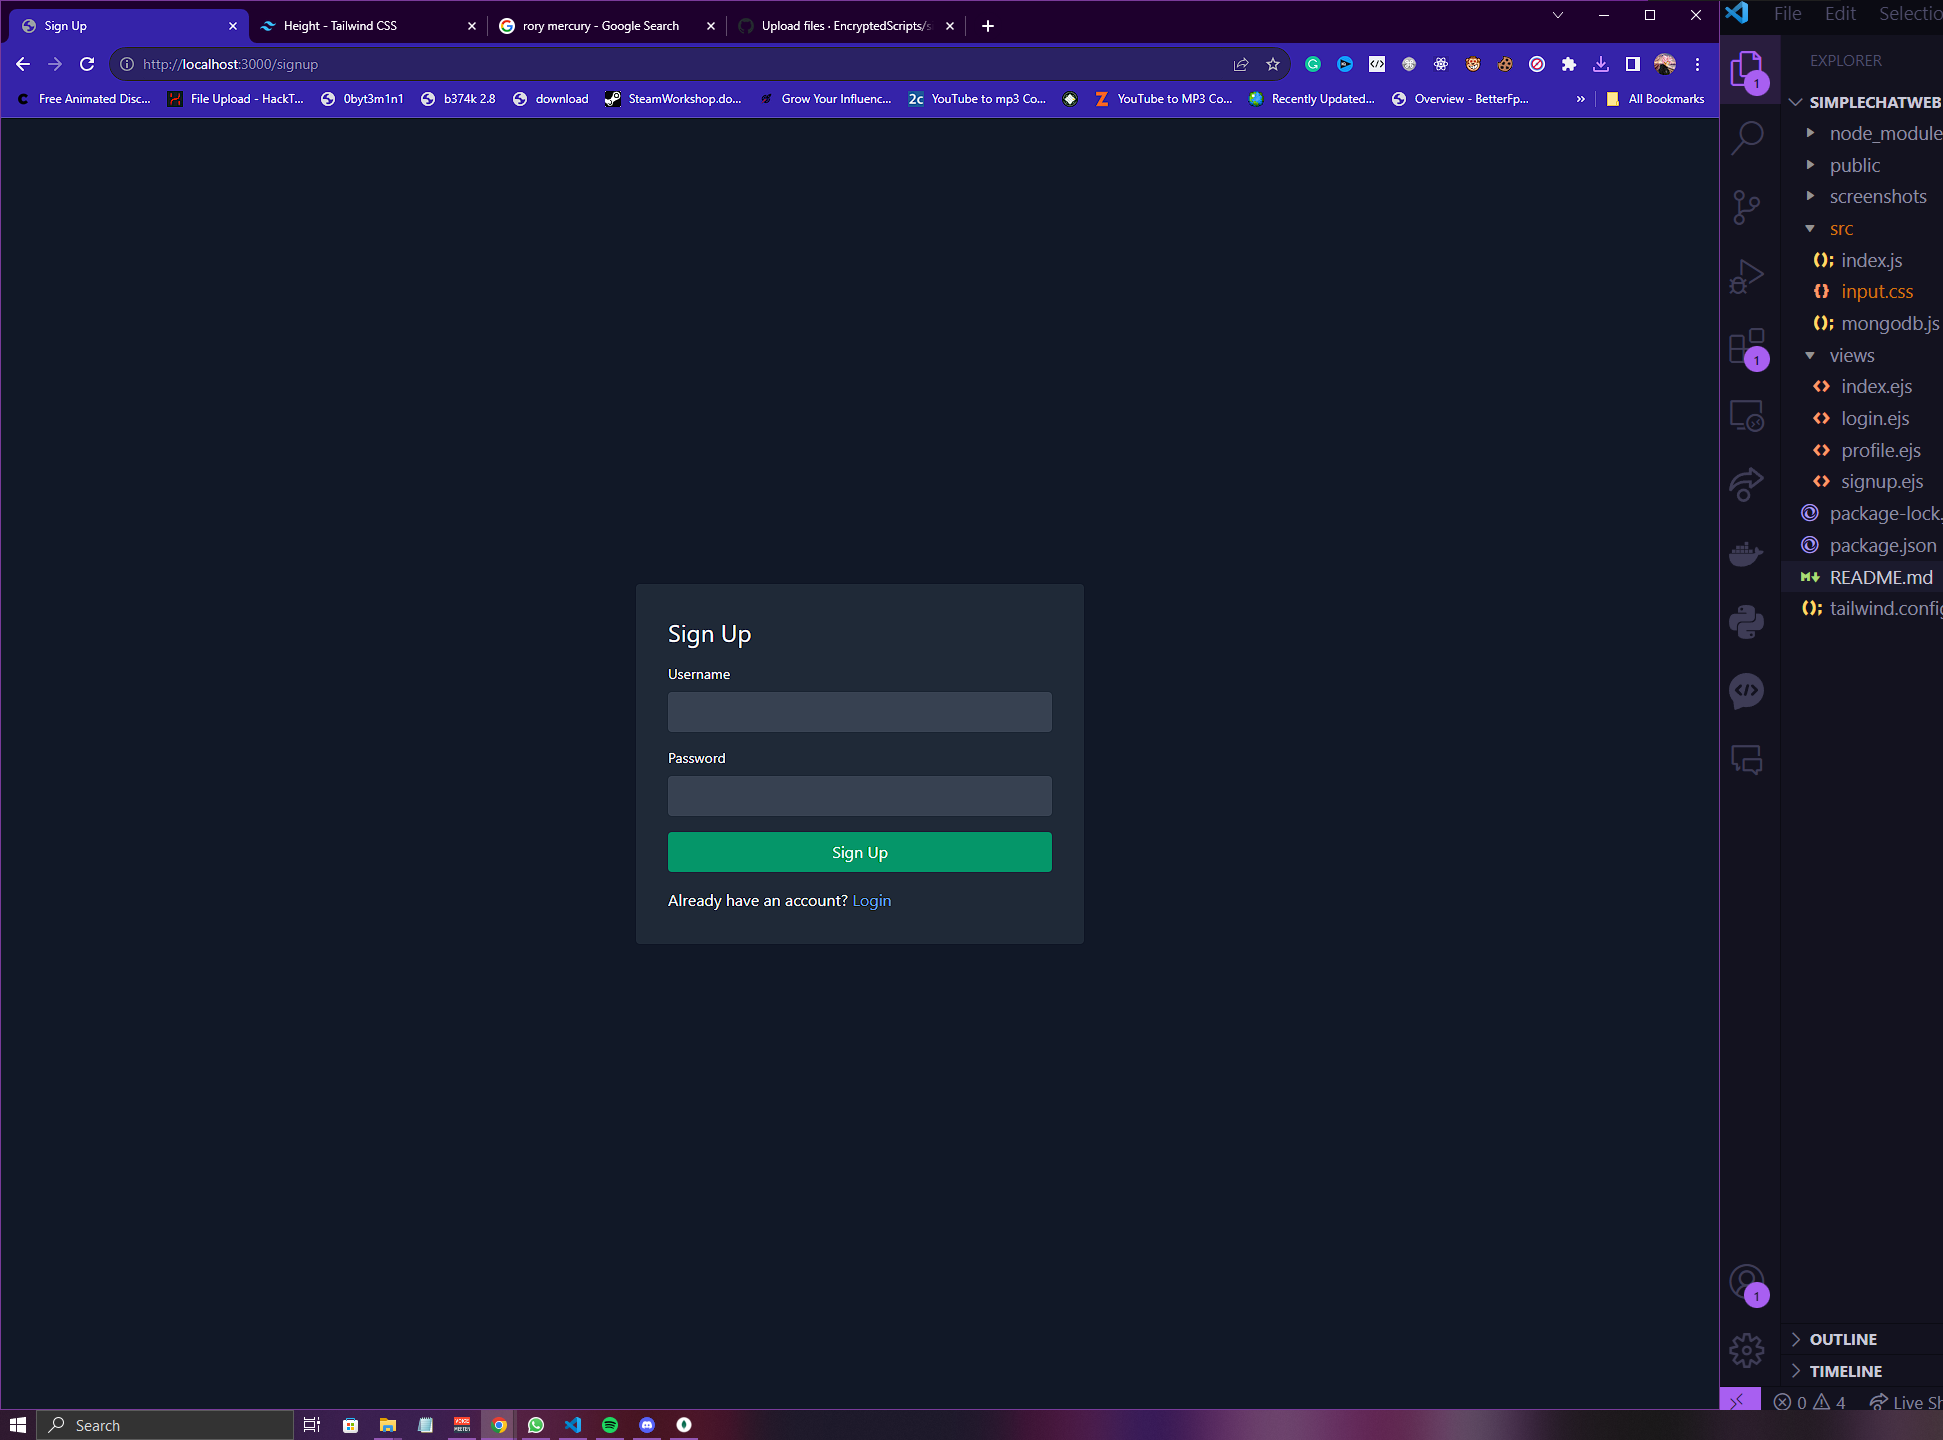 Sign Up
Height - Tailwind CSS
rory mercury - Google Search
Upload files · EncryptedScripts/s
http://localhost:3000/signup
Free Animated Disc...
File Upload - HackT...
0byt3m1n1
b374k 2.8
download
SteamWorkshop.do...
Grow Your Influenc...
2c YouTube to mp3 Co...
Z YouTube to MP3 Co...
Recently Updated...
Overview - BetterFp...
»
All Bookmarks
Sign Up
Username
Password
Sign Up
Already have an account? Login
File Edit Selectio
EXPLORER
SIMPLECHATWEB
node_module
public
screenshots
src
index.js
input.css
mongodb.js
views
index.ejs
login.ejs
profile.ejs
signup.ejs
package-lock.
package.json
README.md
tailwind.config
1
1
1
OUTLINE
TIMELINE
0 4 Live Sh
Search